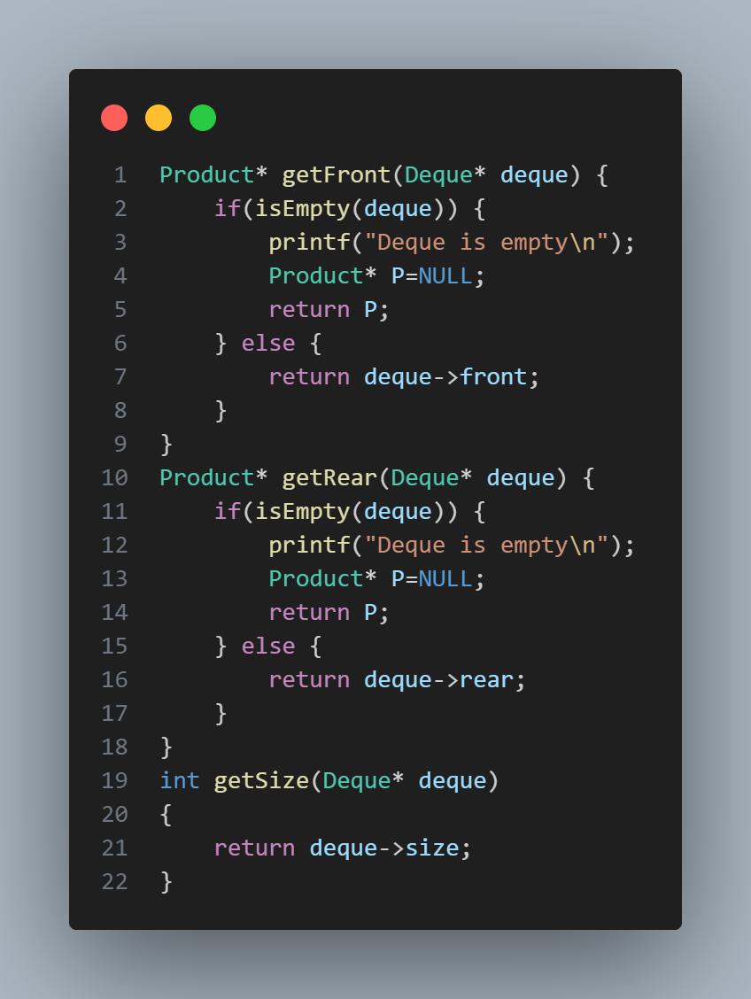 1 Product* getFront(Deque* deque) {
2     if(isEmpty(deque)) {
3         printf("Deque is empty\n");
4         Product* P=NULL;
5         return P;
6     } else {
7         return deque->front;
8     }
9 }
10 Product* getRear(Deque* deque) {
11     if(isEmpty(deque)) {
12         printf("Deque is empty\n");
13         Product* P=NULL;
14         return P;
15     } else {
16         return deque->rear;
17     }
18 }
19 int getSize(Deque* deque)
20 {
21     return deque->size;
22 }